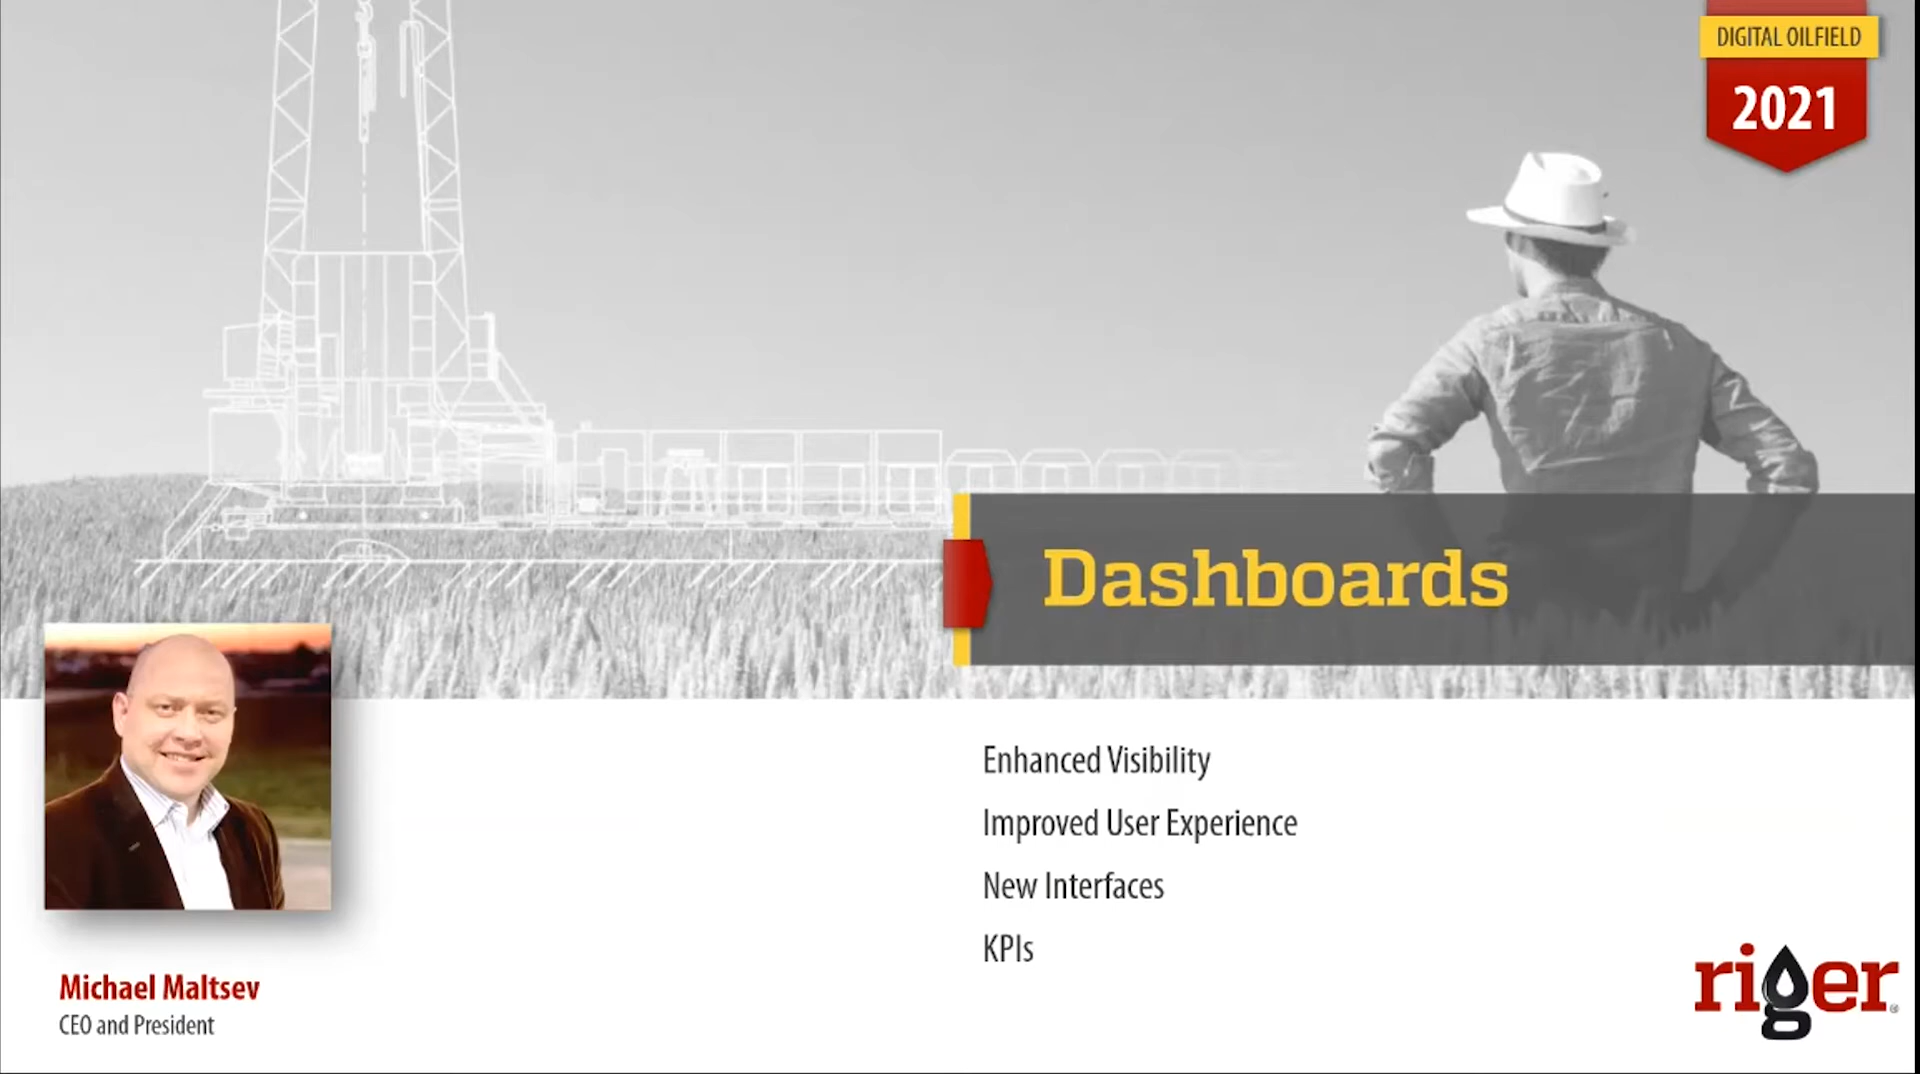 DIGITAL OILFIELD
2021
Dashboards
Enhanced Visibility
Improved User Experience
New Interfaces
KPIs
Michael Maltsev
CEO and President
riger®